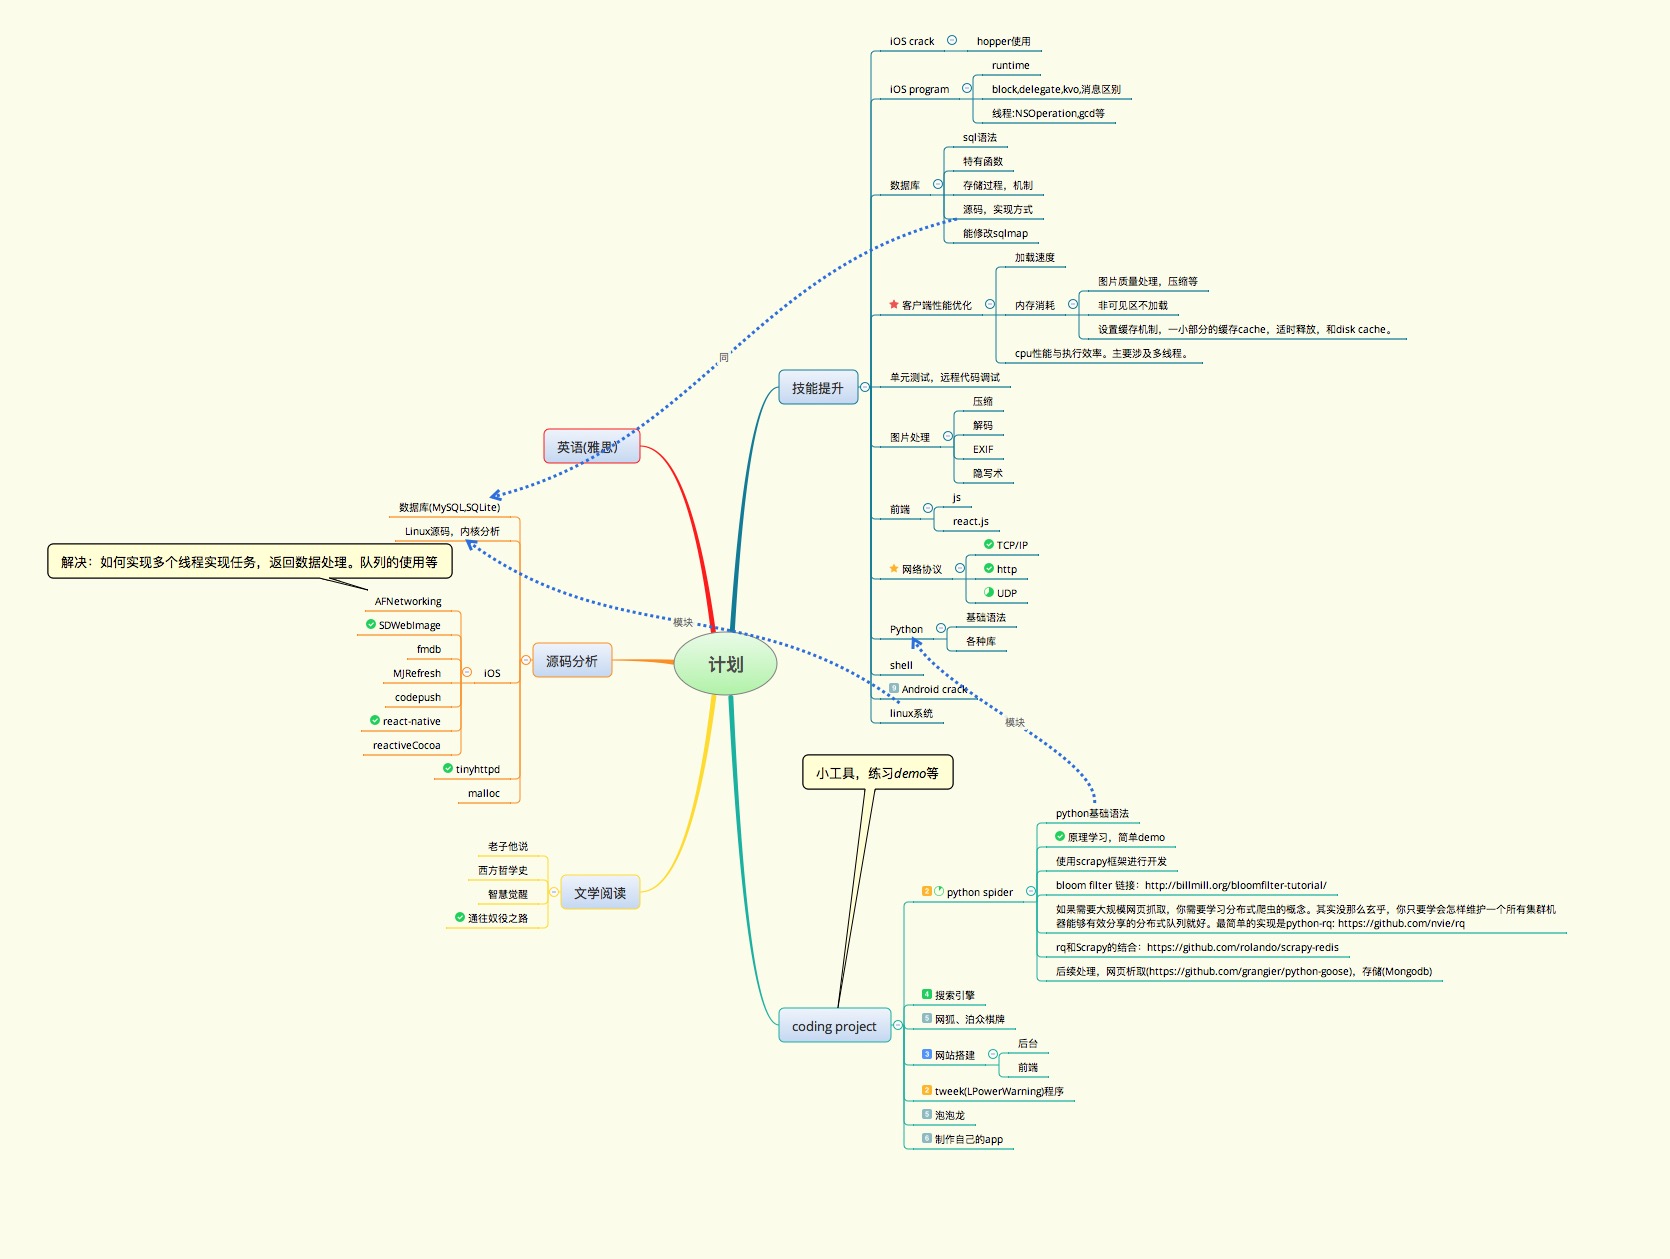 计划
技能提升
iOS crack
hopper使用
iOS program
runtime
block,delegate,kvo,消息区别
线程:NSOperation,gcd等
数据库
sql语法
特有函数
存储过程，机制
源码，实现方式
能修改sqlmap
客户端性能优化
加载速度
内存消耗
图片质量处理，压缩等
非可见区不加载
设置缓存机制，一小部分的缓存cache，适时释放，和disk cache。
cpu性能与执行效率。主要涉及多线程。
单元测试，远程代码调试
图片处理
压缩
解码
EXIF
隐写术
前端
js
react.js
网络协议
TCP/IP
http
UDP
Python
基础语法
各种库
shell
Android crack
linux系统
coding project
小工具，练习demo等
2
python spider
python基础语法
原理学习，简单demo
使用scrapy框架进行开发
bloom filter 链接：http://billmill.org/bloomfilter-tutorial/
如果需要大规模网页抓取，你需要学习分布式爬虫的概念。其实没那么玄乎，你只要学会怎样维护一个所有集群机
器能够有效分享的分布式队列就好。最简单的实现是python-rq: https://github.com/nvie/rq
rq和Scrapy的结合：https://github.com/rolando/scrapy-redis
后续处理，网页析取(https://github.com/grangier/python-goose)，存储(Mongodb)
4
搜索引擎
5
网狐、泊众棋牌
3
网站搭建
后台
前端
2
tweek(LPowerWarning)程序
5
泡泡龙
6
制作自己的app
英语(雅思)
源码分析
数据库(MySQL,SQLite)
Linux源码，内核分析
iOS
解决：如何实现多个线程实现任务，返回数据处理。队列的使用等
AFNetworking
SDWebImage
fmdb
MJRefresh
codepush
react-native
reactiveCocoa
tinyhttpd
malloc
文学阅读
老子他说
西方哲学史
智慧觉醒
通往奴役之路
同
模块
模块